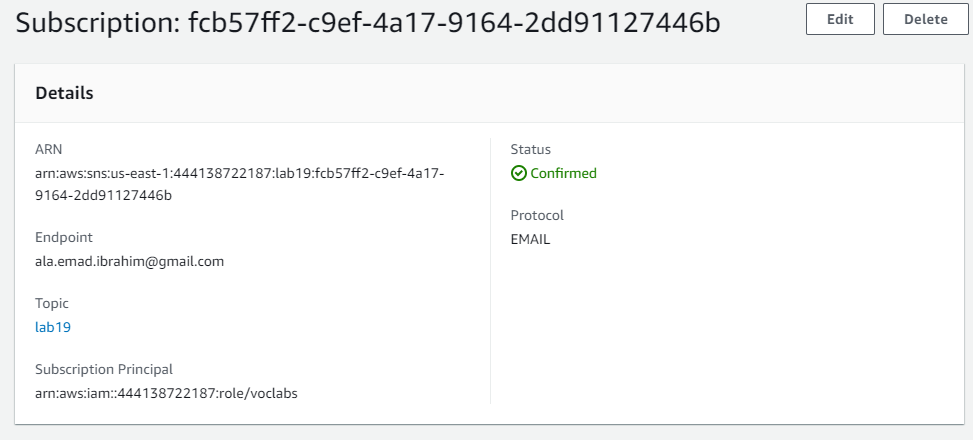 Subscription: fcb57ff2-c9ef-4a17-9164-2dd91127446b
Edit
Delete
Details
ARN
arn:aws:sns:us-east-1:444138722187:lab19:fcb57ff2-c9ef-4a17-
9164-2dd91127446b
Endpoint
ala.emad.ibrahim@gmail.com
Topic
lab19
Subscription Principal
arn:aws:iam::444138722187:role/voclabs
Status
Confirmed
Protocol
EMAIL